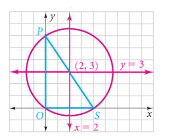 y
P
(2, 3)
y = 3
O
S
x
x = 2